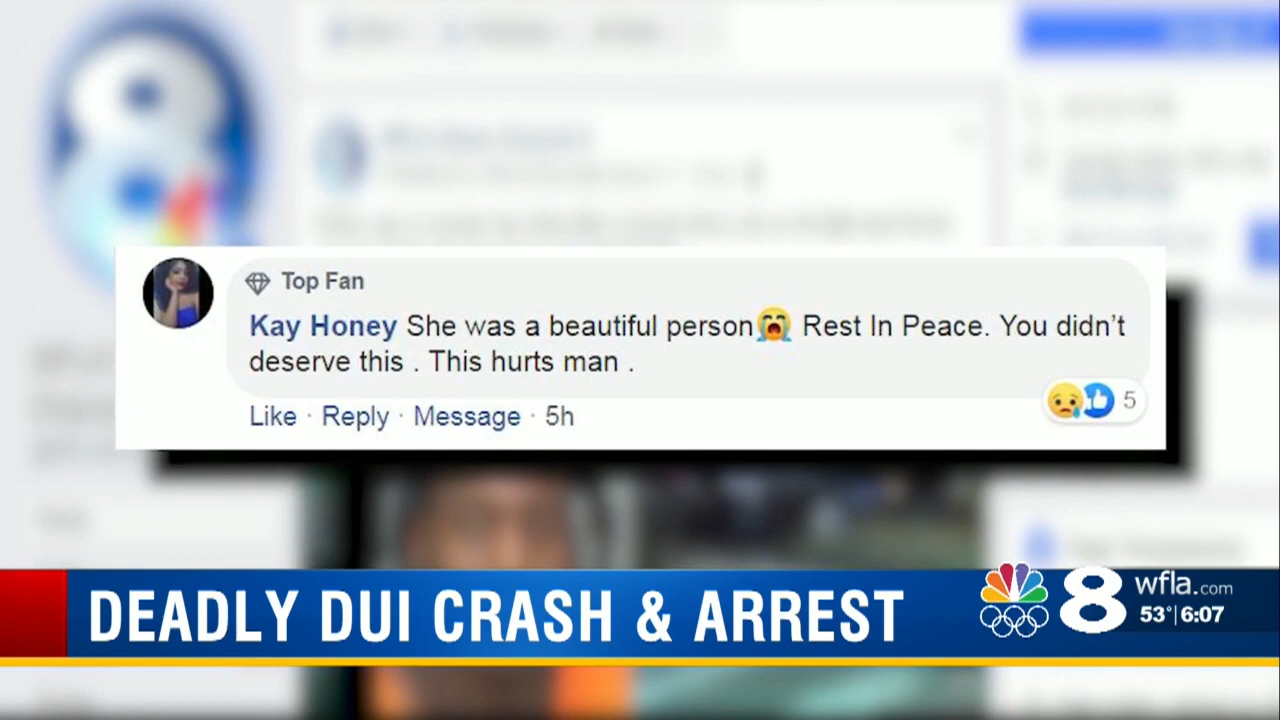 Top Fan
Kay Honey She was a beautiful person😭 Rest In Peace. You didn’t
deserve this . This hurts man .
Like · Reply · Message · 5h
5
DEADLY DUI CRASH & ARREST
8
wfla.com
53°|6:07